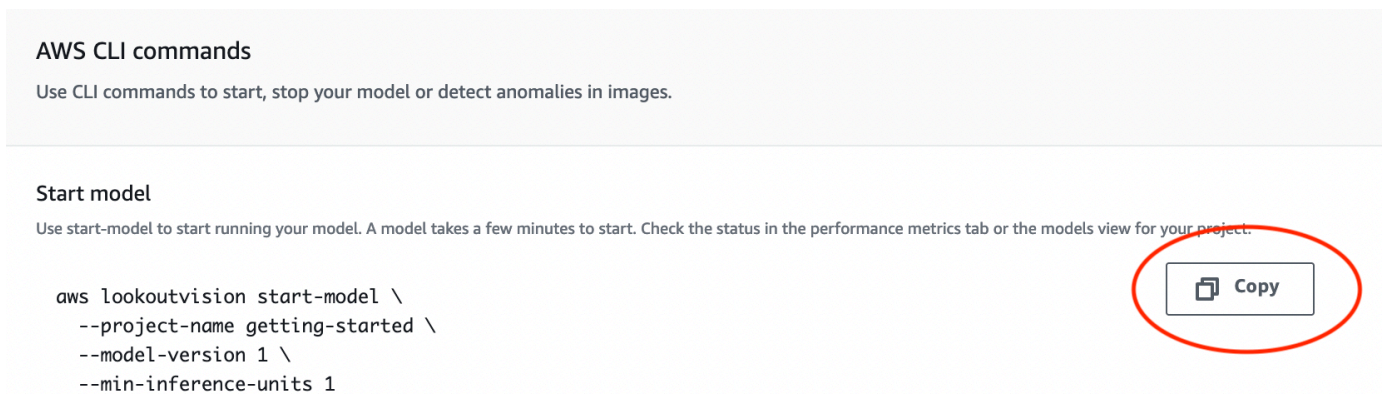 AWS CLI commands
Use CLI commands to start, stop your model or detect anomalies in images.
Start model
Use start-model to start running your model. A model takes a few minutes to start. Check the status in the performance metrics tab or the models view for your project.
Copy
aws lookoutvision start-model \
--project-name getting-started \
--model-version 1 \
--min-inference-units 1